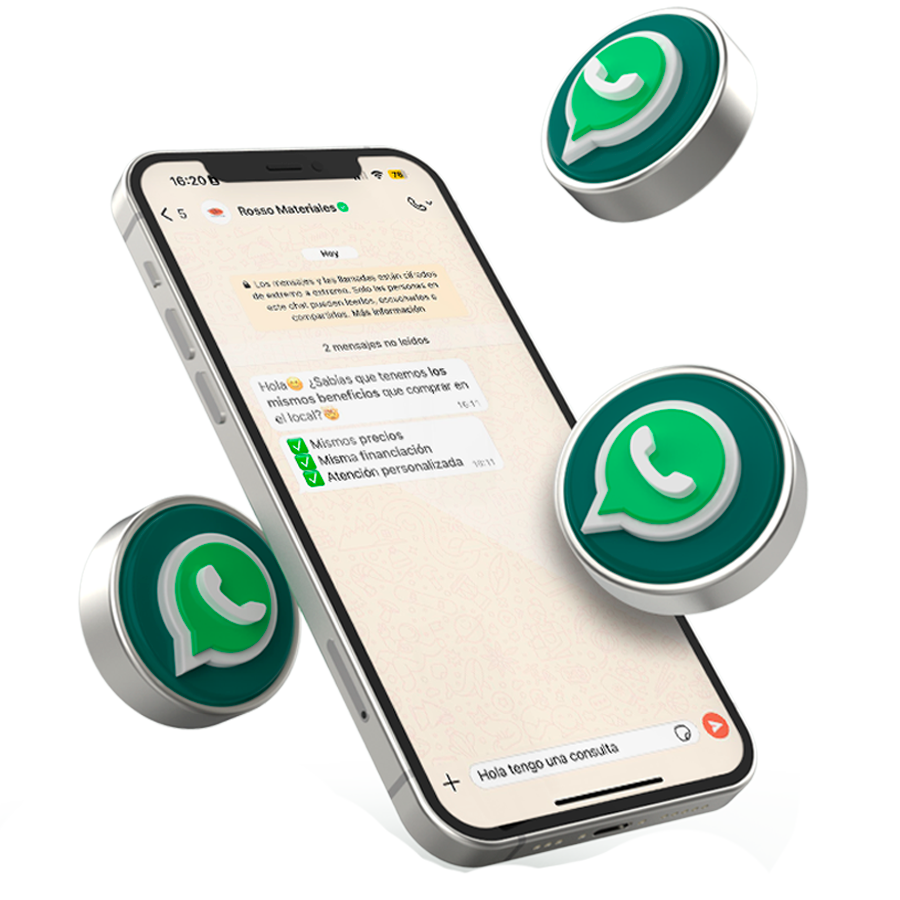 16:20
76
5 Rosso Materiales
Hoy
Los mensajes y las llamadas están cifrados
de extremo a extremo. Solo las personas en
este chat pueden leerlos, escucharlos o
compartirlos. Más información
2 mensajes no leídos
Hola😊 ¿Sabías que tenemos los
mismos beneficios que comprar en
el local?🤯 16:11
✅ Mismos precios
✅ Misma financiación
✅ Atención personalizada 16:11
Hola tengo una consulta